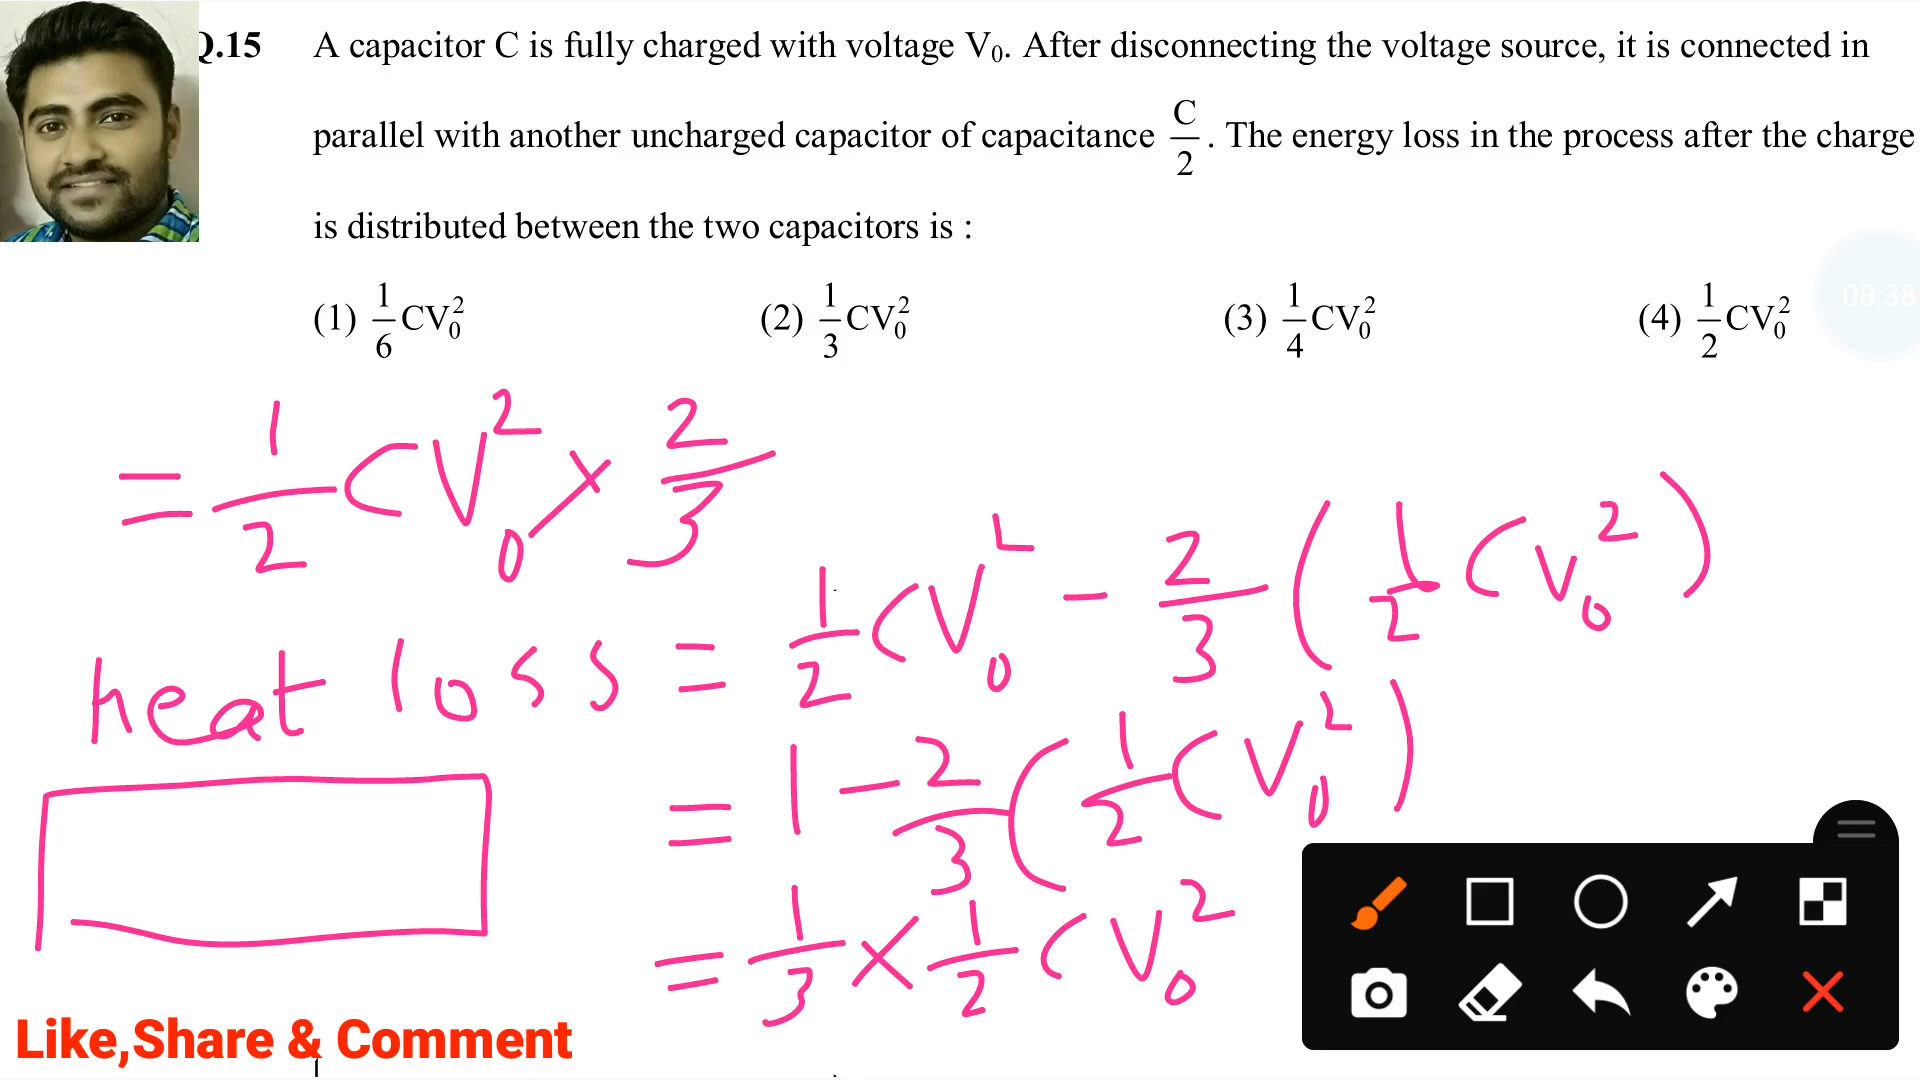 Q.15 A capacitor C is fully charged with voltage V₀. After disconnecting the voltage source, it is connected in
parallel with another uncharged capacitor of capacitance C/2. The energy loss in the process after the charge
is distributed between the two capacitors is :
(1) 1/6 CV₀² (2) 1/3 CV₀² (3) 1/4 CV₀² (4) 1/2 CV₀²
08:38
= 1/2 CV₀² × 2/3
heat loss = 1/2 CV₀² - 2/3 (1/2 CV₀²)
= 1 - 2/3 (1/2 CV₀²)
= 1/3 × 1/2 CV₀²
Like,Share & Comment